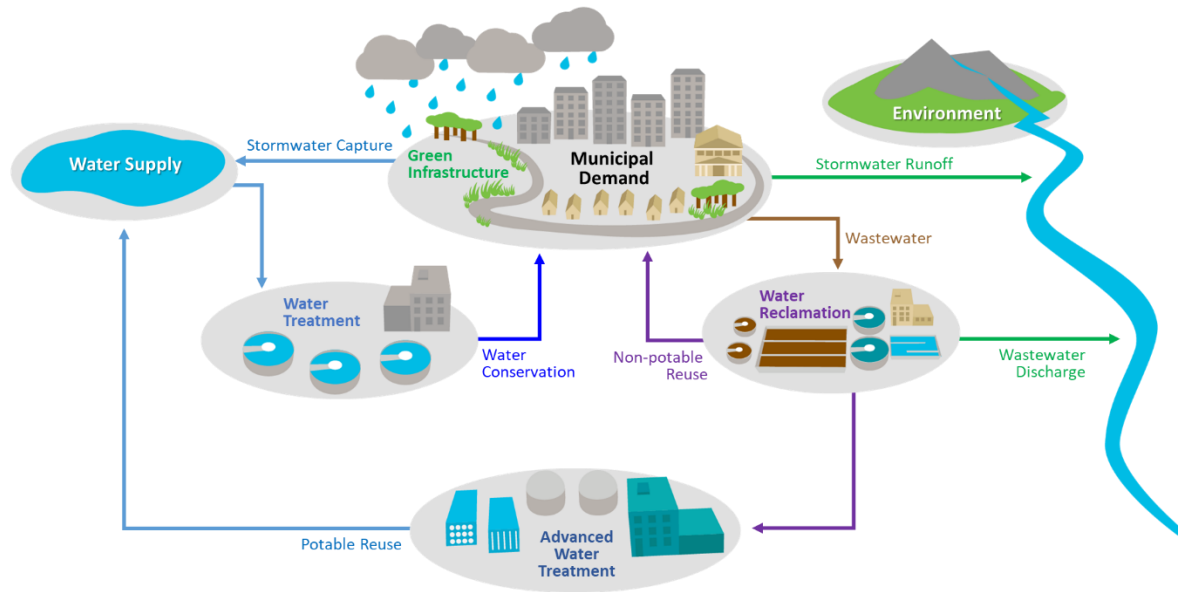 Environment
Water Supply
Stormwater Capture
Green
Infrastructure
Municipal
Demand
Stormwater Runoff
Wastewater
Water
Treatment
Water
Reclamation
Water
Conservation
Non-potable
Reuse
Wastewater
Discharge
Potable Reuse
Advanced
Water
Treatment